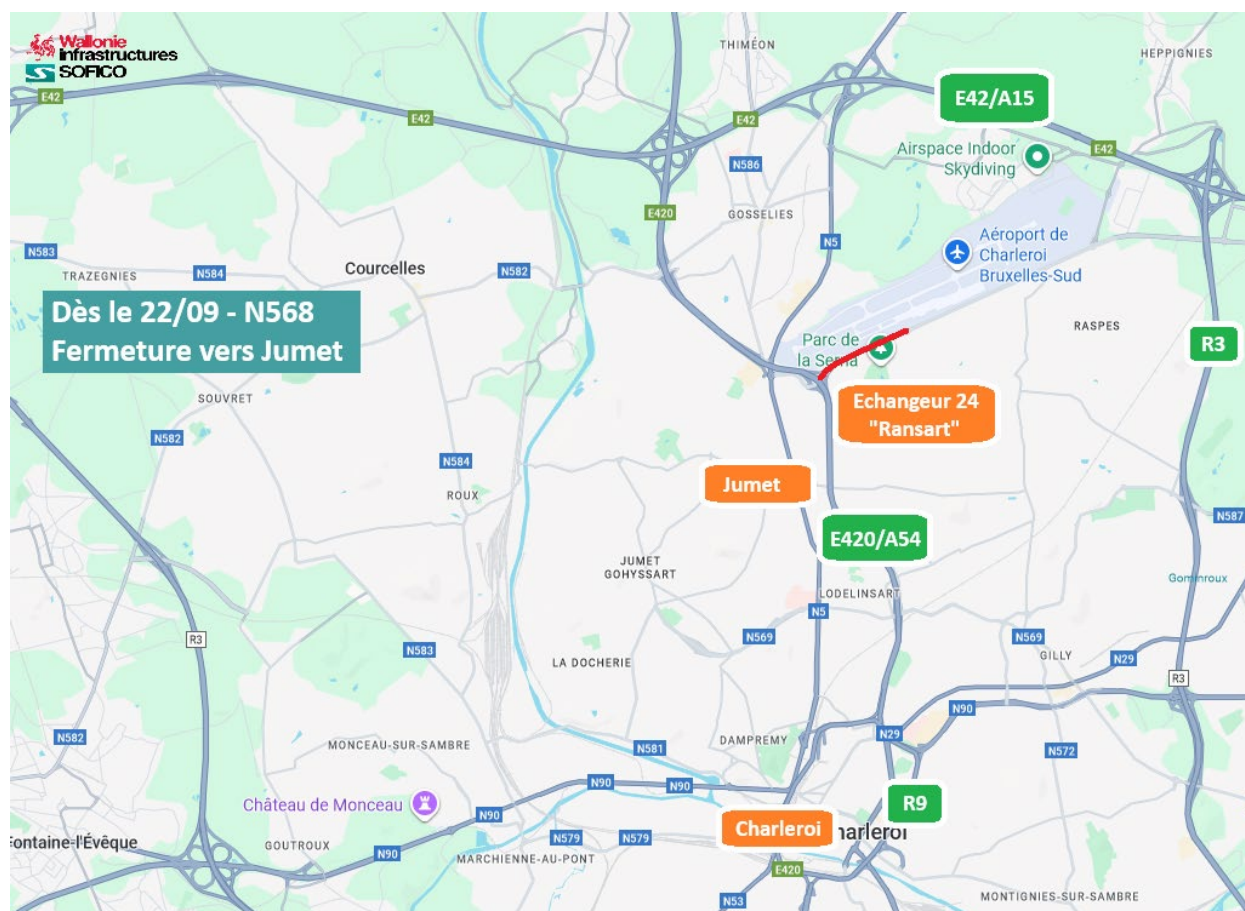 Wallonie
infrastructures
SOFICO
THIMÉON
HEPPIGNIES
E42
E42/A15
E42
E42
E42
Airspace Indoor
Skydiving
N586
E420
GOSSELIES
N5
Aéroport de
Charleroi
Bruxelles-Sud
N583
TRAZEGNIES
N584
Courcelles
N582
Dès le 22/09 - N568
Fermeture vers Jumet
RASPES
R3
Parc de
la Serna
SOUVRET
Echangeur 24
"Ransart"
N582
N584
ROUX
Jumet
N587
E420/A54
JUMET
GOHYSSART
Gominroux
LODELINSART
N5
R3
N583
N569
N569
GILLY
LA DOCHERIE
N29
R3
N90
N582
MONCEAU-SUR-SAMBRE
N581
DAMPREMY
N29
N572
N90
N90
Château de Monceau
N90
R9
Charleroi
harleroi
Fontaine-l'Évêque
GOUTROUX
N90
N579
N579
MARCHIENNE-AU-PONT
E420
N53
MONTIGNIES-SUR-SAMBRE